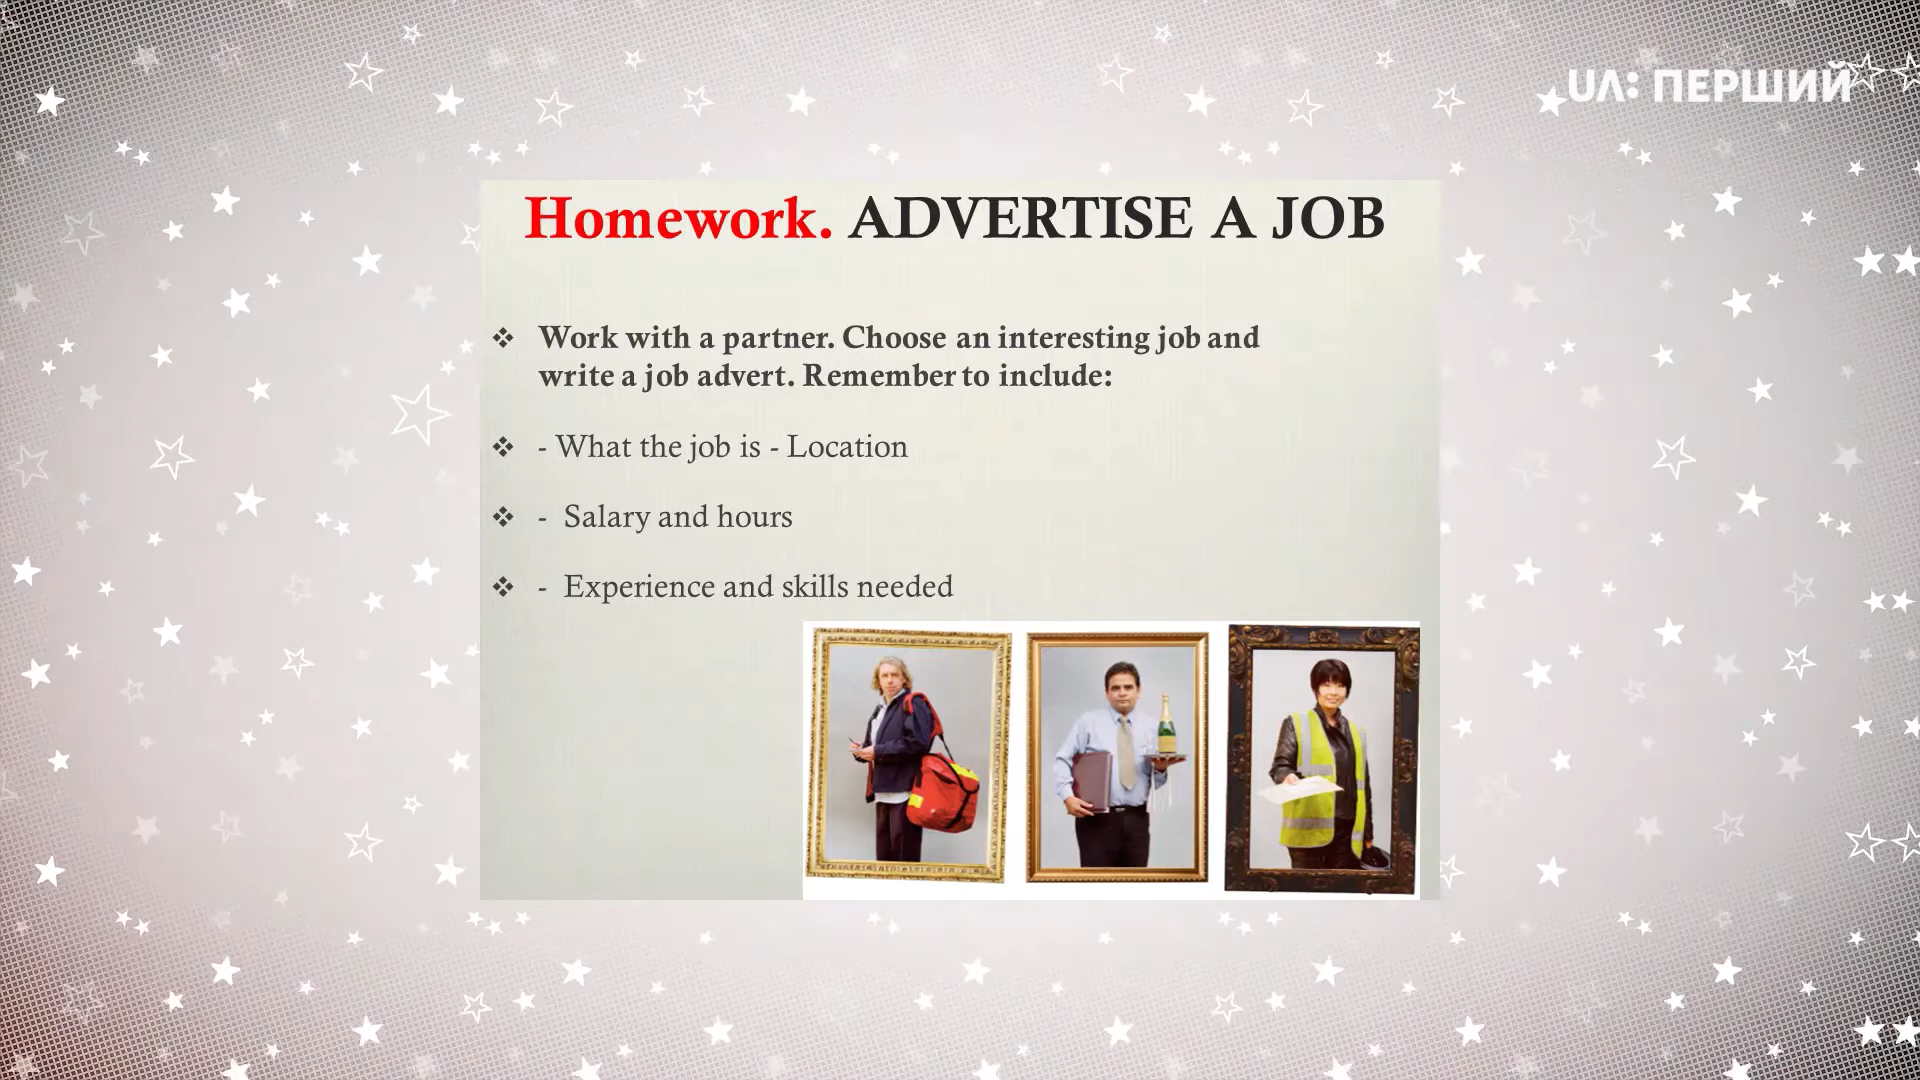 UA: ПЕРШИЙ
Homework. ADVERTISE A JOB
❖ Work with a partner. Choose an interesting job and
write a job advert. Remember to include:
❖ - What the job is - Location
❖ - Salary and hours
❖ - Experience and skills needed